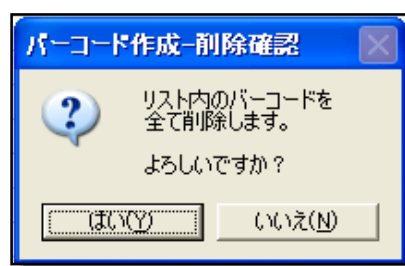 バーコード作成-削除確認
?
リスト内のバーコードを
全て削除します。
よろしいですか?
はい(Y)
いいえ(N)